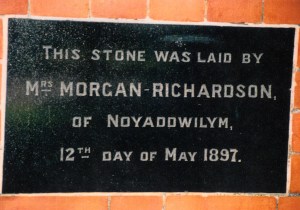 THIS STONE WAS LAID BY
MRS MORGAN-RICHARDSON,
OF NOYADDWILYM,
12TH DAY OF MAY 1897.